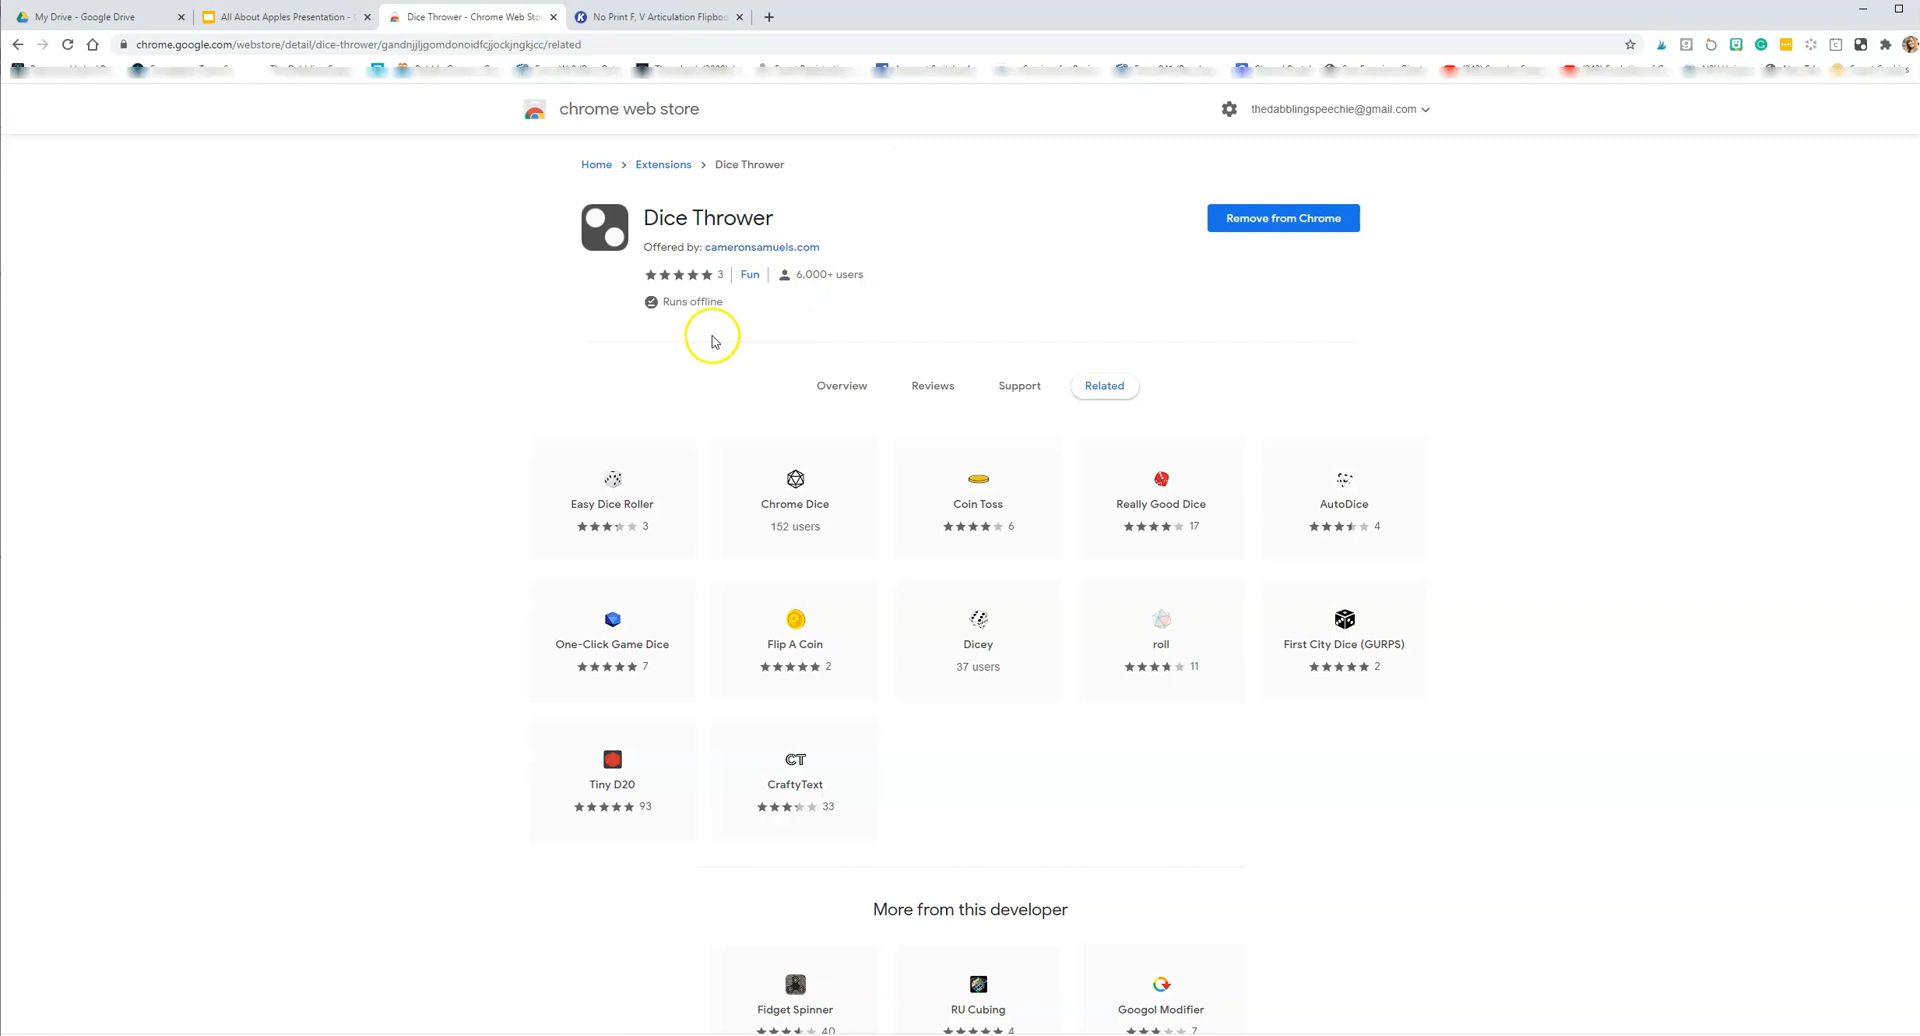 My Drive - Google Drive
All About Apples Presentation -
Dice Thrower - Chrome Web Sto
No Print F, V Articulation Flipboo
chrome.google.com/webstore/detail/dice-thrower/gandnjjljgomdonoidfcjjockjngkjcc/related
chrome web store
thedabblingspeechie@gmail.com
Home > Extensions > Dice Thrower
Dice Thrower
Remove from Chrome
Offered by: cameronsamuels.com
3 Fun 6,000+ users
Runs offline
Overview Reviews Support Related
Easy Dice Roller Chrome Dice Coin Toss Really Good Dice AutoDice
3 152 users 6 17 4
One-Click Game Dice Flip A Coin Dicey roll First City Dice (GURPS)
7 2 37 users 11 2
CT
Tiny D20 CraftyText
93 33
More from this developer
Fidget Spinner RU Cubing Googol Modifier
40 4 7